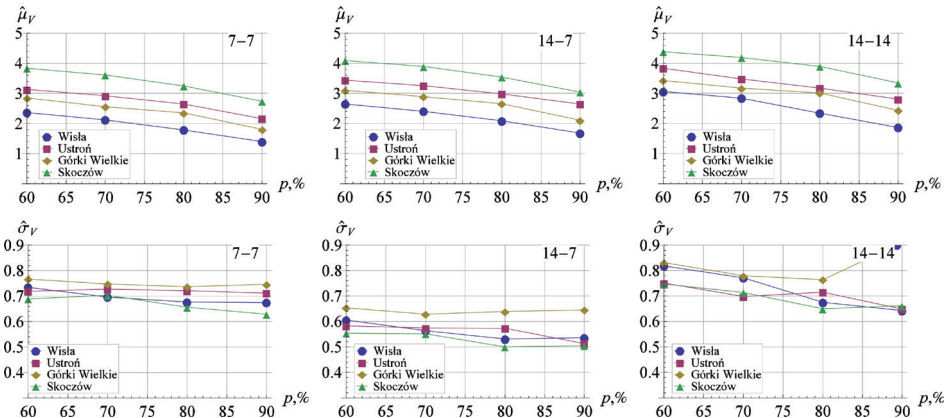 μ̂V
5
7−7
4
3
2
1
Wisła
Ustroń
Górki Wielkie
Skoczów
60 65 70 75 80 85 90
p,%
μ̂V
5
14−7
4
3
2
1
Wisła
Ustroń
Górki Wielkie
Skoczów
60 65 70 75 80 85 90
p,%
μ̂V
5
14−14
4
3
2
1
Wisła
Ustroń
Górki Wielkie
Skoczów
60 65 70 75 80 85 90
p,%
σ̂V
0.9
7−7
0.8
0.7
0.6
0.5
0.4
Wisła
Ustroń
Górki Wielkie
Skoczów
60 65 70 75 80 85 90
p,%
σ̂V
0.9
14−7
0.8
0.7
0.6
0.5
0.4
Wisła
Ustroń
Górki Wielkie
Skoczów
60 65 70 75 80 85 90
p,%
σ̂V
0.9
14−14
0.8
0.7
0.6
0.5
0.4
Wisła
Ustroń
Górki Wielkie
Skoczów
60 65 70 75 80 85 90
p,%